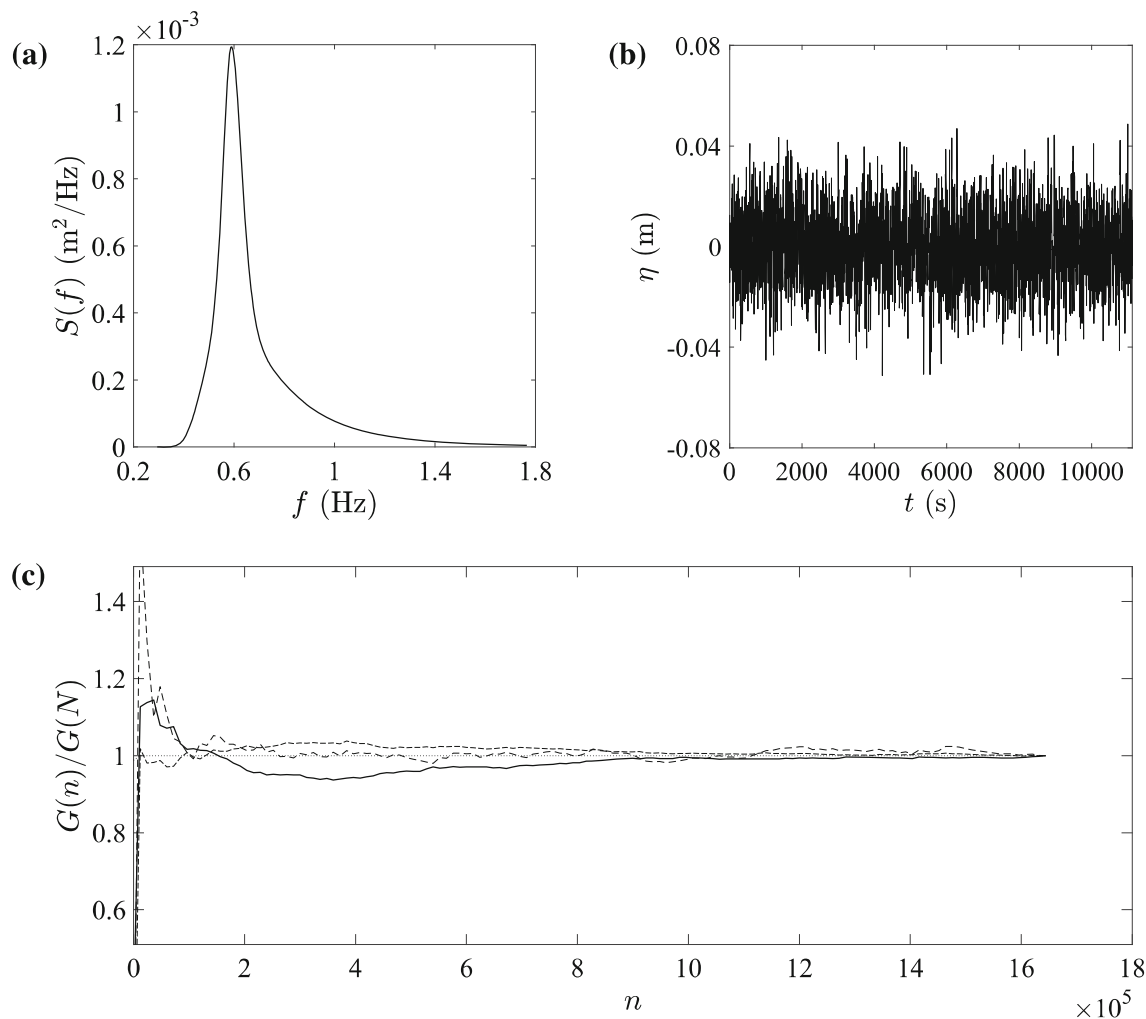 (a)
×10⁻³
1.2
1
0.8
0.6
0.4
0.2
0
0.2 0.6 1 1.4 1.8
f (Hz)
S(f) (m²/Hz)
(b)
0.08
0.04
0
-0.04
-0.08
0 2000 4000 6000 8000 10000
t (s)
η (m)
(c)
1.4
1.2
1
0.8
0.6
0 2 4 6 8 10 12 14 16 18
×10⁵
n
G(n)/G(N)